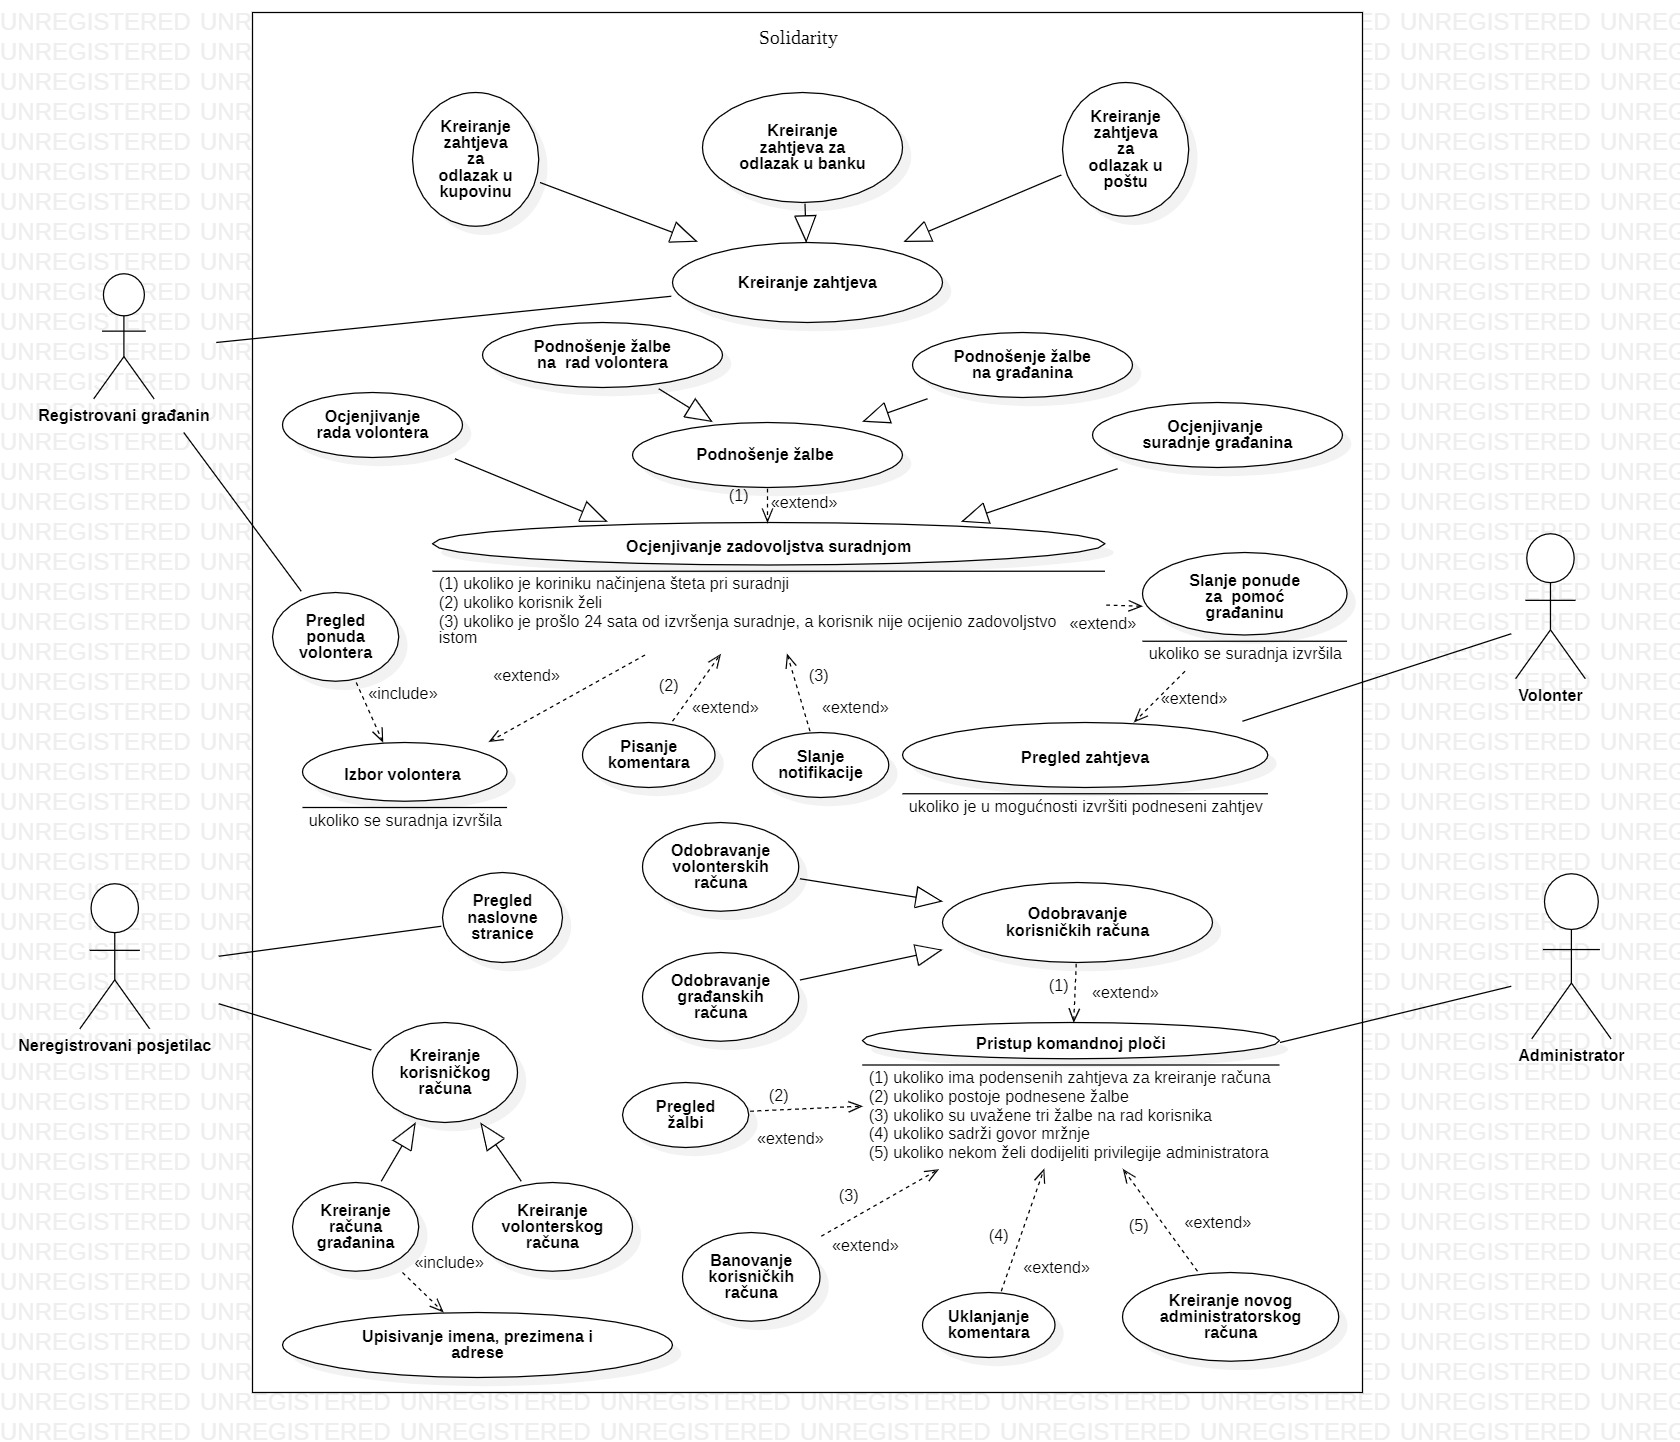 Solidarity
Kreiranje
zahtjeva
za
odlazak u
kupovinu
Kreiranje
zahtjeva za
odlazak u banku
Kreiranje
zahtjeva
za
odlazak u
poštu
Kreiranje zahtjeva
Registrovani građanin
Podnošenje žalbe
na  rad volontera
Podnošenje žalbe
na građanina
Ocjenjivanje
rada volontera
Podnošenje žalbe
Ocjenjivanje
suradnje građanina
(1)
«extend»
Ocjenjivanje zadovoljstva suradnjom
(1) ukoliko je koriniku načinjena šteta pri suradnji
(2) ukoliko korisnik želi
(3) ukoliko je prošlo 24 sata od izvršenja suradnje, a korisnik nije ocijenio zadovoljstvo
istom
«extend»
Slanje ponude
za  pomoć
građaninu
ukoliko se suradnja izvršila
Pregled
ponuda
volontera
«include»
«extend»
(2)
«extend»
(3)
«extend»
«extend»
Volonter
Izbor volontera
ukoliko se suradnja izvršila
Pisanje
komentara
Slanje
notifikacije
Pregled zahtjeva
ukoliko je u mogućnosti izvršiti podneseni zahtjev
Odobravanje
volonterskih
računa
Pregled
naslovne
stranice
Odobravanje
korisničkih računa
Odobravanje
građanskih
računa
(1)
«extend»
Neregistrovani posjetilac
Kreiranje
korisničkog
računa
Pristup komandnoj ploči
(1) ukoliko ima podensenih zahtjeva za kreiranje računa
(2) ukoliko postoje podnesene žalbe
(3) ukoliko su uvažene tri žalbe na rad korisnika
(4) ukoliko sadrži govor mržnje
(5) ukoliko nekom želi dodijeliti privilegije administratora
Administrator
Pregled
žalbi
(2)
«extend»
Kreiranje
računa
građanina
Kreiranje
volonterskog
računa
«include»
(3)
«extend»
(4)
«extend»
(5)
«extend»
Banovanje
korisničkih
računa
Uklanjanje
komentara
Kreiranje novog
administratorskog
računa
Upisivanje imena, prezimena i
adrese
UNREGISTERED